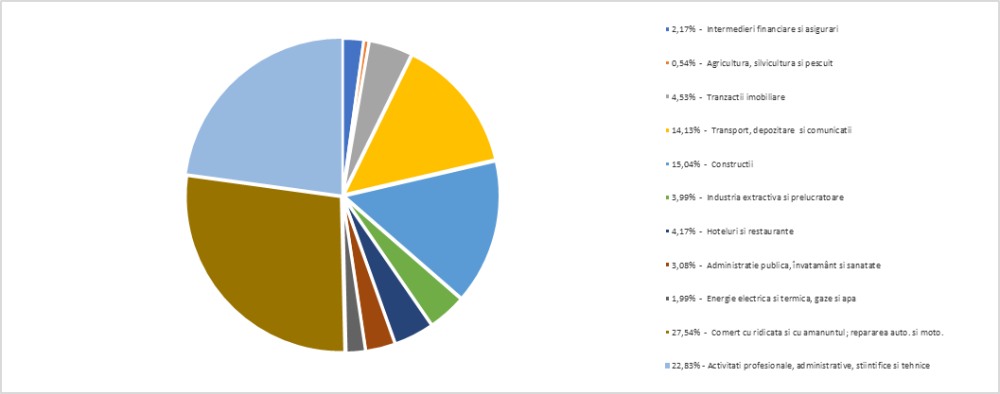 2,17% - Intermedieri financiare si asigurari
0,54% - Agricultura, silvicultura si pescuit
4,53% - Tranzactii imobiliare
14,13% - Transport, depozitare si comunicatii
15,04% - Constructii
3,99% - Industria extractiva si prelucratoare
4,17% - Hoteluri si restaurante
3,08% - Administratie publica, învatamânt si sanatate
1,99% - Energie electrica si termica, gaze si apa
27,54% - Comert cu ridicata si cu amanuntul; repararea auto. si moto.
22,83% - Activitati profesionale, administrative, stiintifice si tehnice